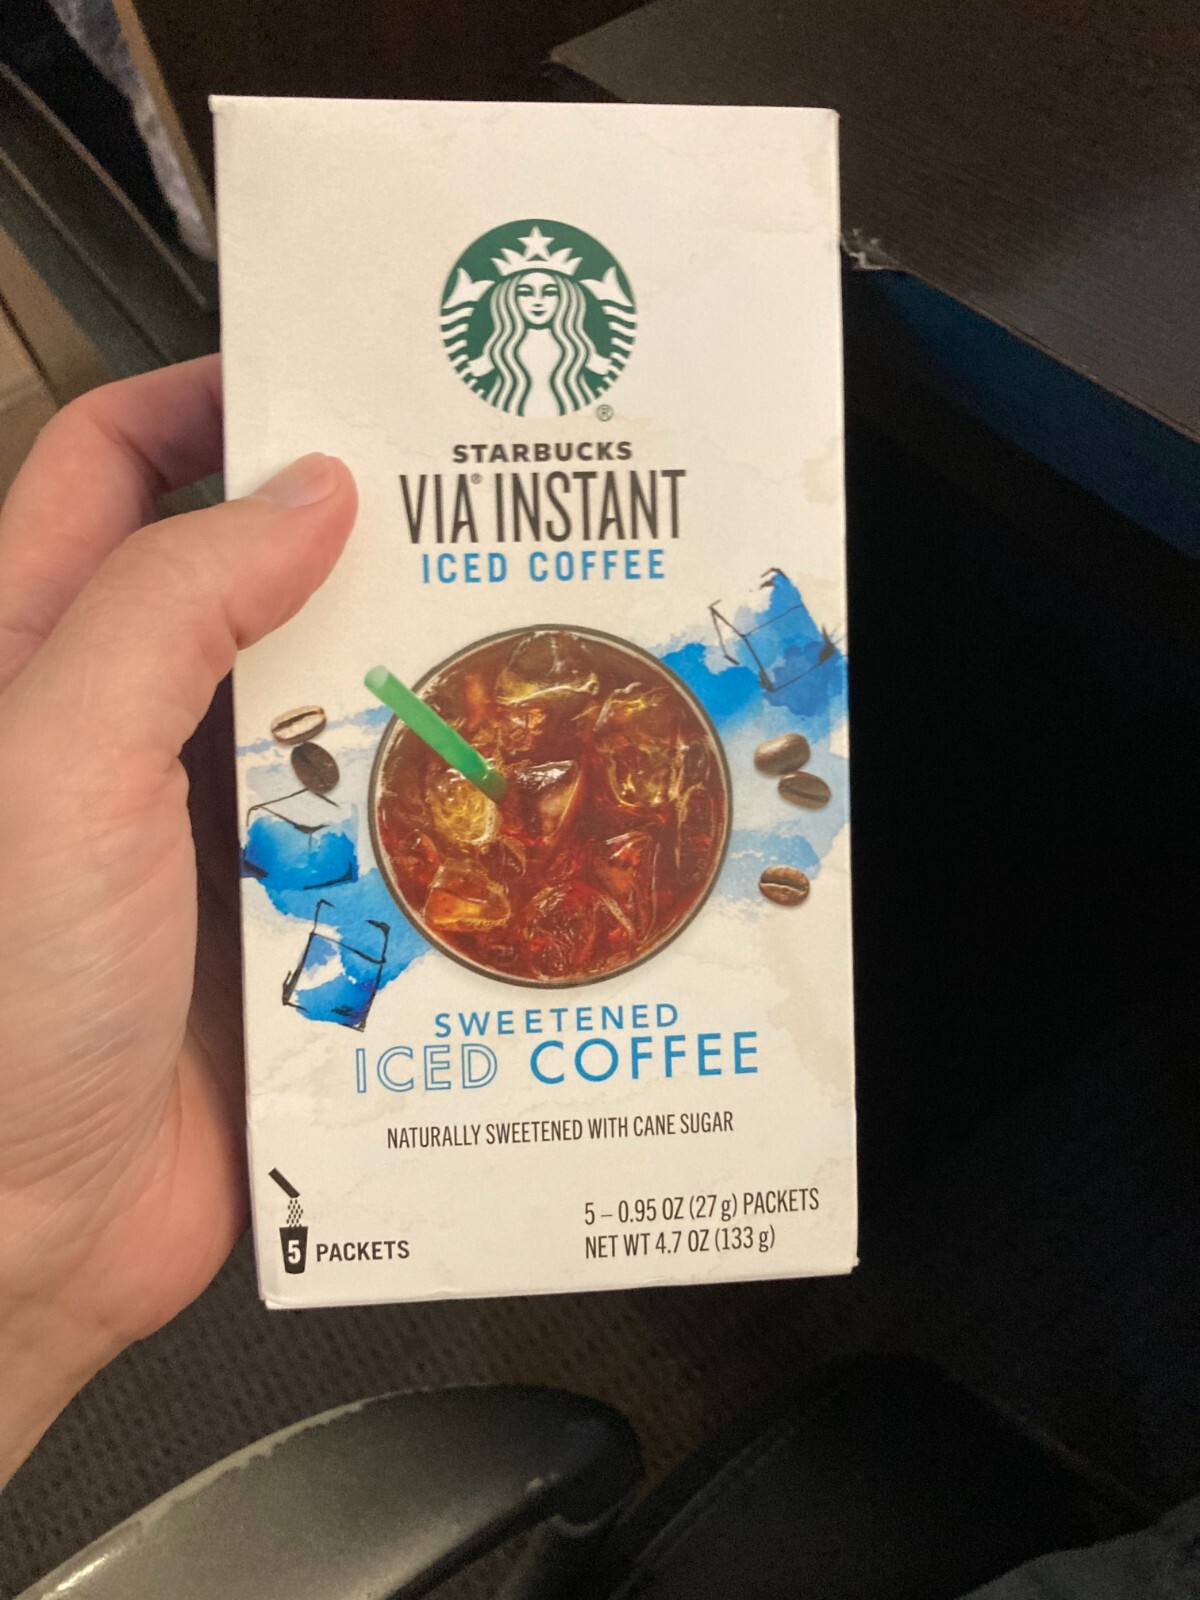 ®
STARBUCKS
VIA® INSTANT
ICED COFFEE
SWEETENED
ICED COFFEE
NATURALLY SWEETENED WITH CANE SUGAR
5 PACKETS
5 – 0.95 OZ (27 g) PACKETS
NET WT 4.7 OZ (133 g)